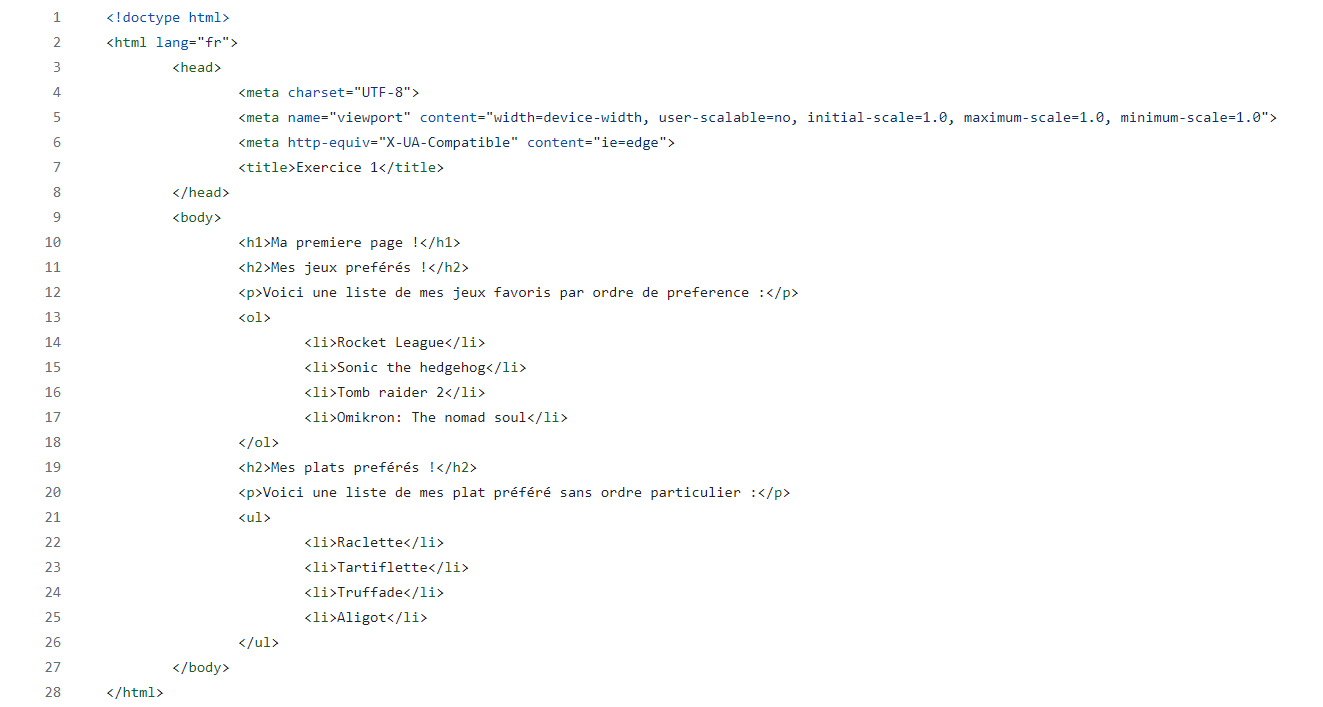 1 <!doctype html>
2 <html lang="fr">
3 <head>
4 <meta charset="UTF-8">
5 <meta name="viewport" content="width=device-width, user-scalable=no, initial-scale=1.0, maximum-scale=1.0, minimum-scale=1.0">
6 <meta http-equiv="X-UA-Compatible" content="ie=edge">
7 <title>Exercice 1</title>
8 </head>
9 <body>
10 <h1>Ma premiere page !</h1>
11 <h2>Mes jeux preférés !</h2>
12 <p>Voici une liste de mes jeux favoris par ordre de preference :</p>
13 <ol>
14 <li>Rocket League</li>
15 <li>Sonic the hedgehog</li>
16 <li>Tomb raider 2</li>
17 <li>Omikron: The nomad soul</li>
18 </ol>
19 <h2>Mes plats preférés !</h2>
20 <p>Voici une liste de mes plat préféré sans ordre particulier :</p>
21 <ul>
22 <li>Raclette</li>
23 <li>Tartiflette</li>
24 <li>Truffade</li>
25 <li>Aligot</li>
26 </ul>
27 </body>
28 </html>